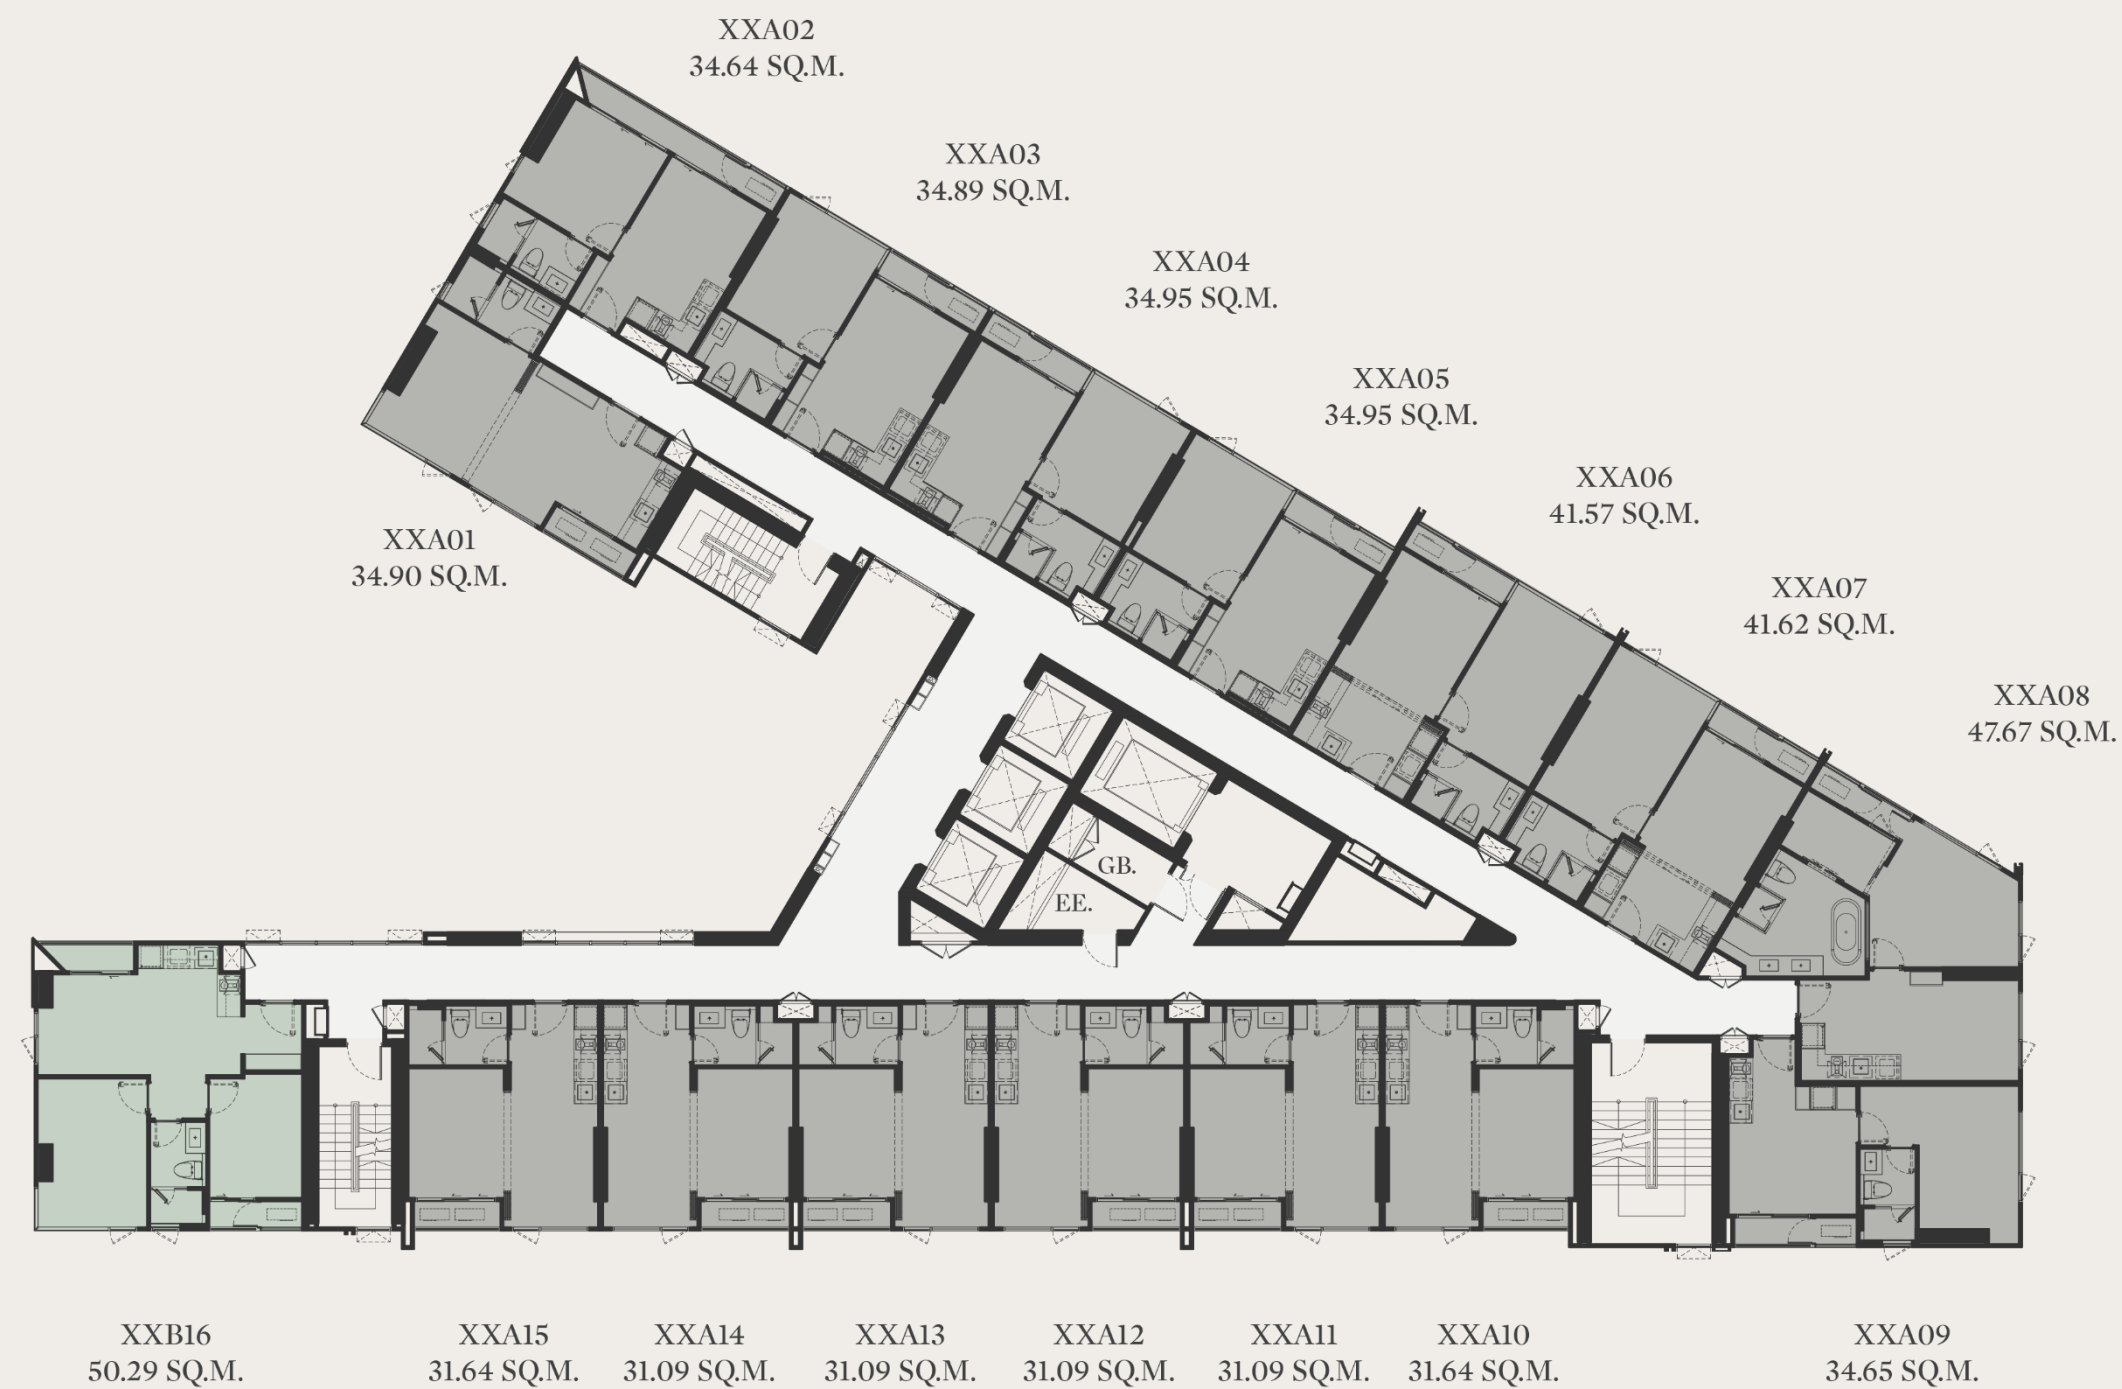 XXA02
34.64 SQ.M.
XXA03
34.89 SQ.M.
XXA04
34.95 SQ.M.
XXA05
34.95 SQ.M.
XXA06
41.57 SQ.M.
XXA07
41.62 SQ.M.
XXA08
47.67 SQ.M.
XXA01
34.90 SQ.M.
GB.
EE.
XXB16
50.29 SQ.M.
XXA15
31.64 SQ.M.
XXA14
31.09 SQ.M.
XXA13
31.09 SQ.M.
XXA12
31.09 SQ.M.
XXA11
31.09 SQ.M.
XXA10
31.64 SQ.M.
XXA09
34.65 SQ.M.